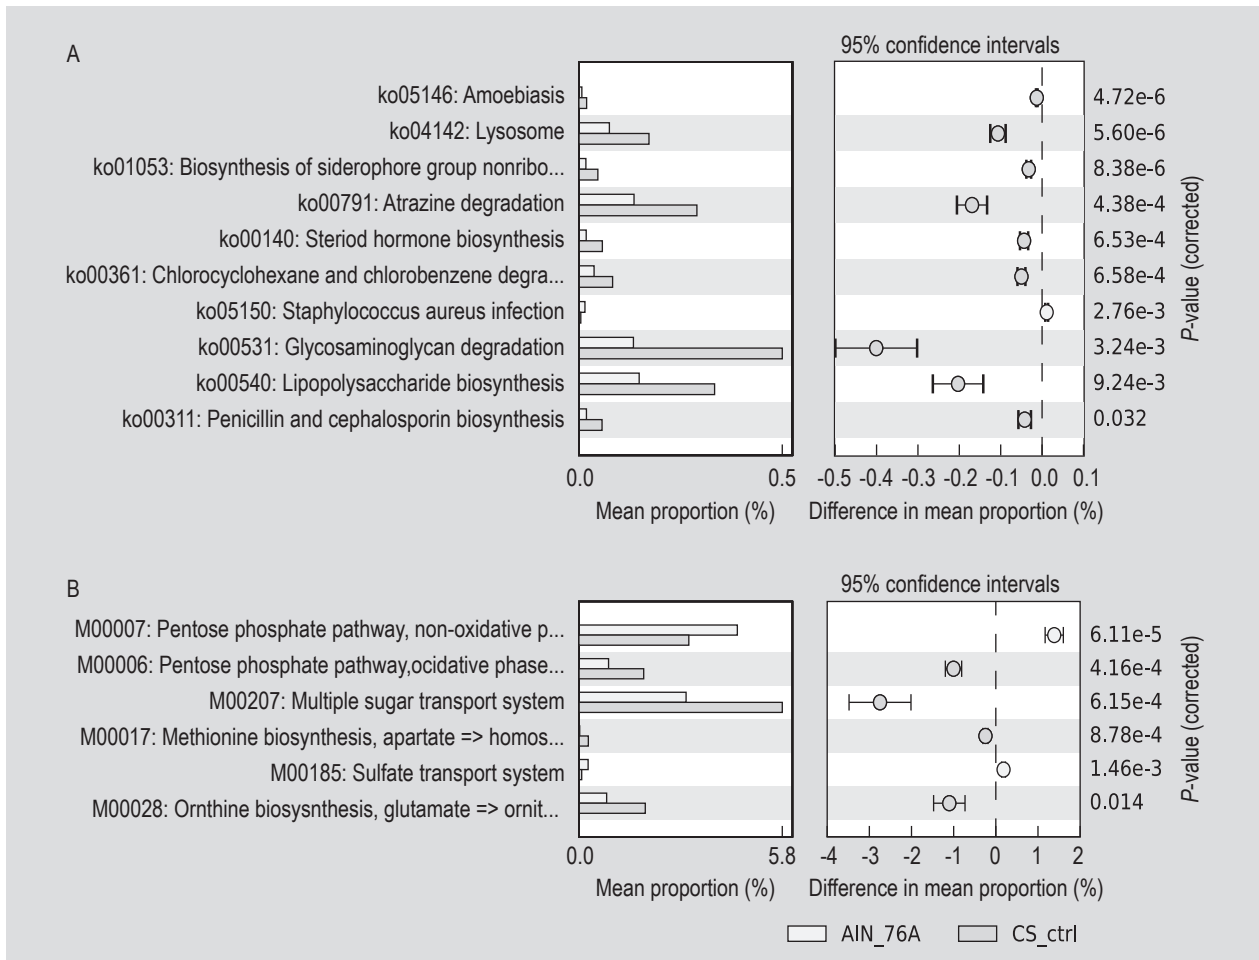 A
95% confidence intervals
ko05146: Amoebiasis
4.72e-6
ko04142: Lysosome
5.60e-6
ko01053: Biosynthesis of siderophore group nonribo...
8.38e-6
ko00791: Atrazine degradation
4.38e-4
ko00140: Steriod hormone biosynthesis
6.53e-4
ko00361: Chlorocyclohexane and chlorobenzene degra...
6.58e-4
ko05150: Staphylococcus aureus infection
2.76e-3
ko00531: Glycosaminoglycan degradation
3.24e-3
ko00540: Lipopolysaccharide biosynthesis
9.24e-3
ko00311: Penicillin and cephalosporin biosynthesis
0.032
P-value (corrected)
0.0 0.5
-0.5 -0.4 -0.3 -0.2 -0.1 0.0 0.1
Mean proportion (%)
Difference in mean proportion (%)
B
95% confidence intervals
M00007: Pentose phosphate pathway, non-oxidative p...
6.11e-5
M00006: Pentose phosphate pathway,ocidative phase...
4.16e-4
M00207: Multiple sugar transport system
6.15e-4
M00017: Methionine biosynthesis, apartate => homos...
8.78e-4
M00185: Sulfate transport system
1.46e-3
M00028: Ornthine biosysnthesis, glutamate => ornit...
0.014
P-value (corrected)
0.0 5.8
-4 -3 -2 -1 0 1 2
Mean proportion (%)
Difference in mean proportion (%)
AIN_76A
CS_ctrl